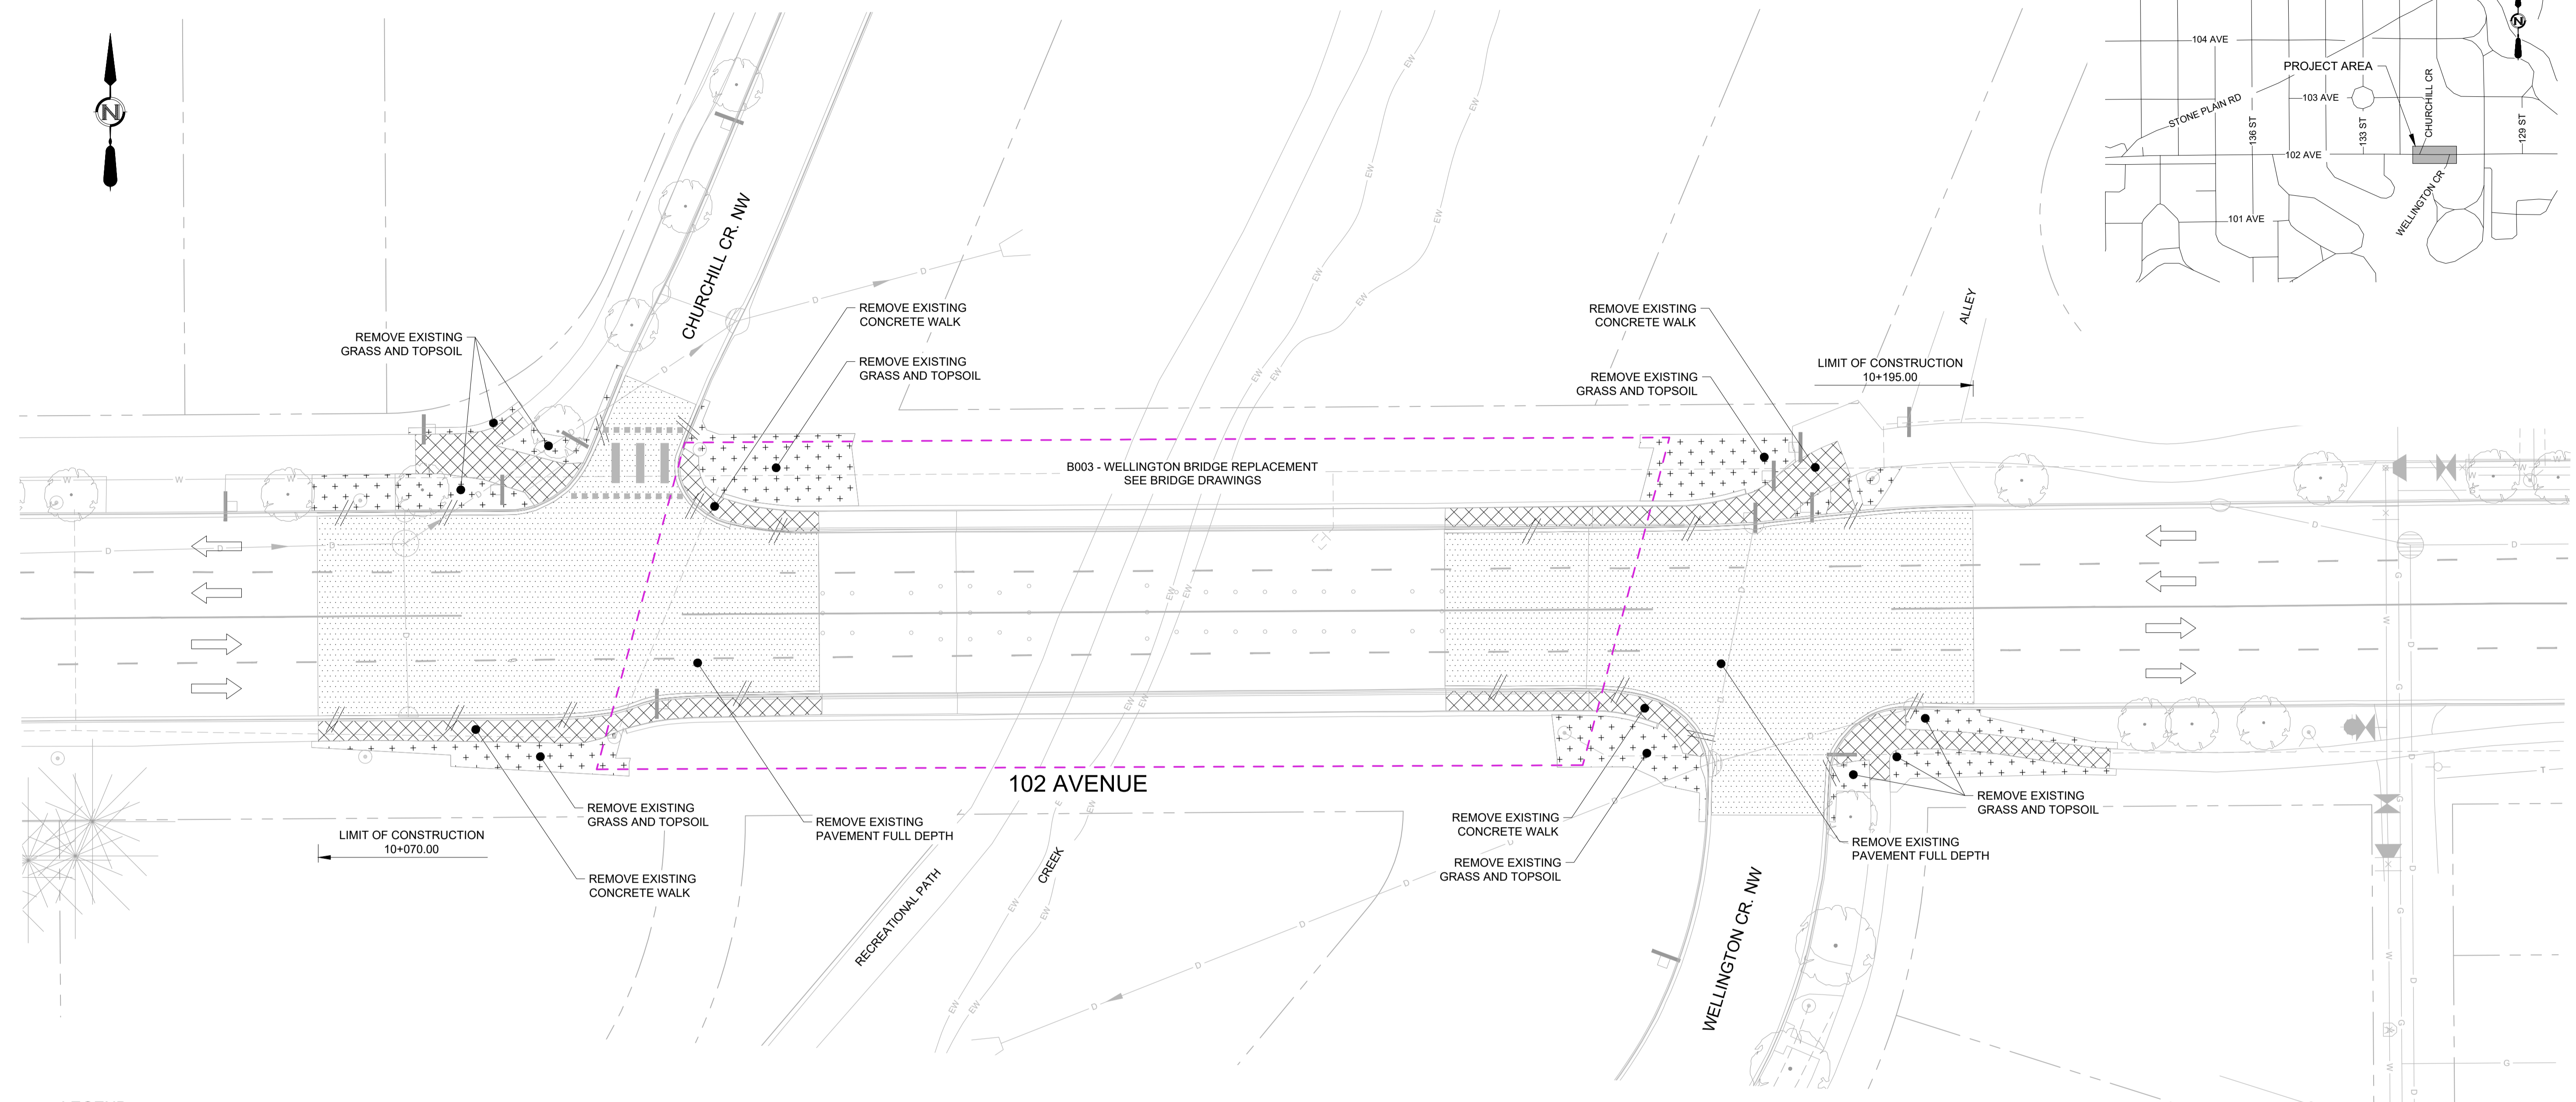 N
104 AVE
PROJECT AREA
STONE PLAIN RD
103 AVE
CHURCHILL CR
136 ST
133 ST
129 ST
102 AVE
WELLINGTON CR
101 AVE
N
CHURCHILL CR. NW
ALLEY
REMOVE EXISTING
GRASS AND TOPSOIL
REMOVE EXISTING
CONCRETE WALK
REMOVE EXISTING
GRASS AND TOPSOIL
REMOVE EXISTING
CONCRETE WALK
REMOVE EXISTING
GRASS AND TOPSOIL
LIMIT OF CONSTRUCTION
10+195.00
B003 - WELLINGTON BRIDGE REPLACEMENT
SEE BRIDGE DRAWINGS
102 AVENUE
REMOVE EXISTING
GRASS AND TOPSOIL
REMOVE EXISTING
PAVEMENT FULL DEPTH
LIMIT OF CONSTRUCTION
10+070.00
REMOVE EXISTING
CONCRETE WALK
RECREATIONAL PATH
CREEK
REMOVE EXISTING
CONCRETE WALK
REMOVE EXISTING
GRASS AND TOPSOIL
REMOVE EXISTING
GRASS AND TOPSOIL
REMOVE EXISTING
PAVEMENT FULL DEPTH
WELLINGTON CR. NW